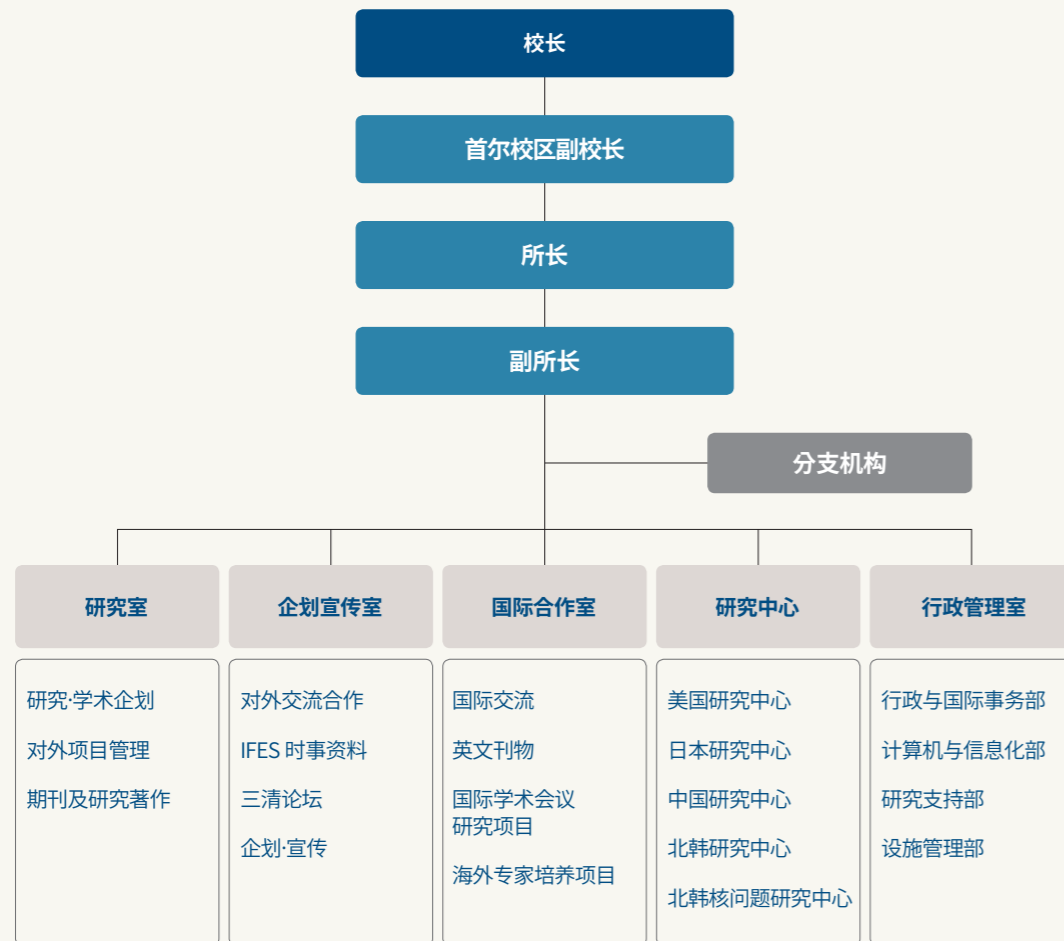 校长
首尔校区副校长
所长
副所长
分支机构
研究室
研究·学术企划
对外项目管理
期刊及研究著作
企划宣传室
对外交流合作
IFES 时事资料
三清论坛
企划·宣传
国际合作室
国际交流
英文刊物
国际学术会议
研究项目
海外专家培养项目
研究中心
美国研究中心
日本研究中心
中国研究中心
北韩研究中心
北韩核问题研究中心
行政管理室
行政与国际事务部
计算机与信息化部
研究支持部
设施管理部